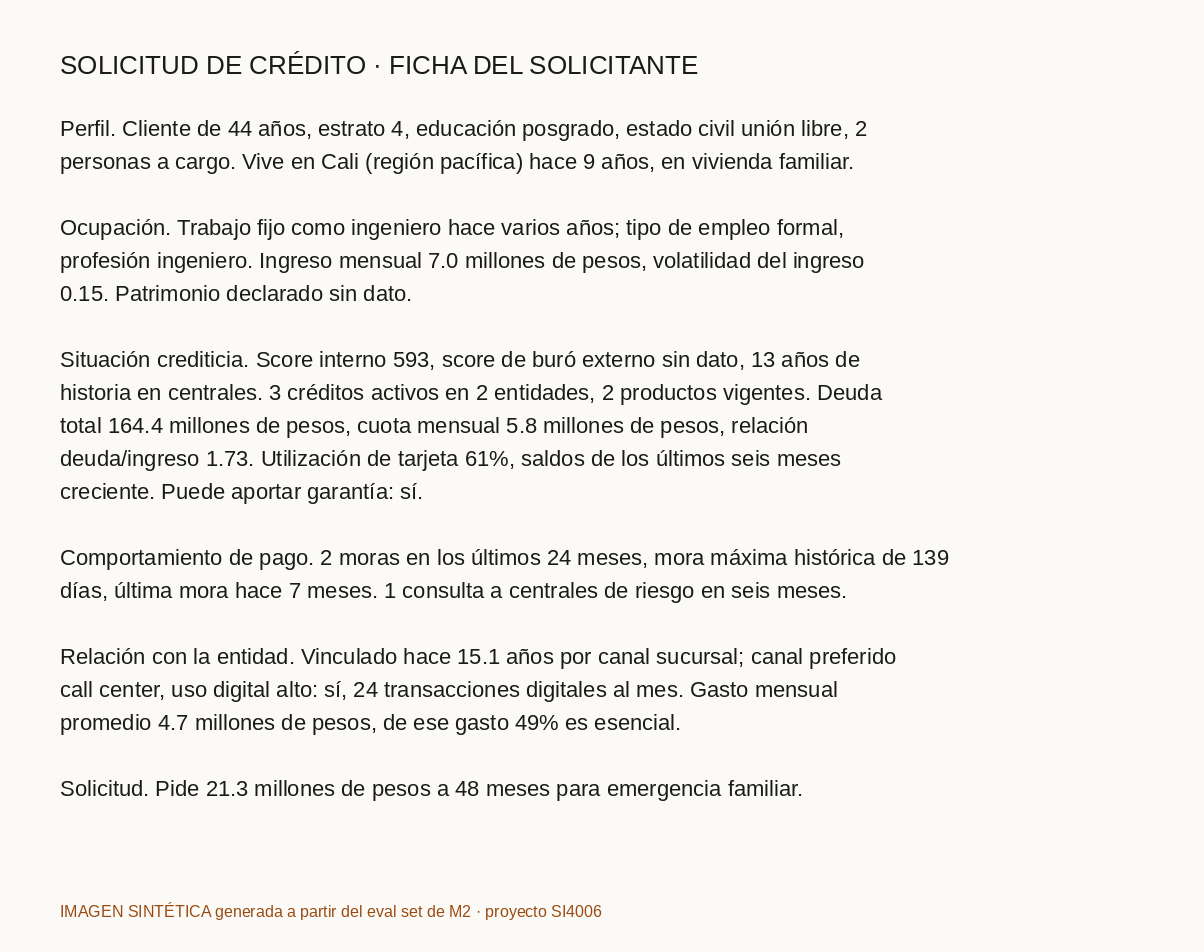 SOLICITUD DE CRÉDITO · FICHA DEL SOLICITANTE
Perfil. Cliente de 44 años, estrato 4, educación posgrado, estado civil unión libre, 2
personas a cargo. Vive en Cali (región pacífica) hace 9 años, en vivienda familiar.
Ocupación. Trabajo fijo como ingeniero hace varios años; tipo de empleo formal,
profesión ingeniero. Ingreso mensual 7.0 millones de pesos, volatilidad del ingreso
0.15. Patrimonio declarado sin dato.
Situación crediticia. Score interno 593, score de buró externo sin dato, 13 años de
historia en centrales. 3 créditos activos en 2 entidades, 2 productos vigentes. Deuda
total 164.4 millones de pesos, cuota mensual 5.8 millones de pesos, relación
deuda/ingreso 1.73. Utilización de tarjeta 61%, saldos de los últimos seis meses
creciente. Puede aportar garantía: sí.
Comportamiento de pago. 2 moras en los últimos 24 meses, mora máxima histórica de 139
días, última mora hace 7 meses. 1 consulta a centrales de riesgo en seis meses.
Relación con la entidad. Vinculado hace 15.1 años por canal sucursal; canal preferido
call center, uso digital alto: sí, 24 transacciones digitales al mes. Gasto mensual
promedio 4.7 millones de pesos, de ese gasto 49% es esencial.
Solicitud. Pide 21.3 millones de pesos a 48 meses para emergencia familiar.
IMAGEN SINTÉTICA generada a partir del eval set de M2 · proyecto SI4006